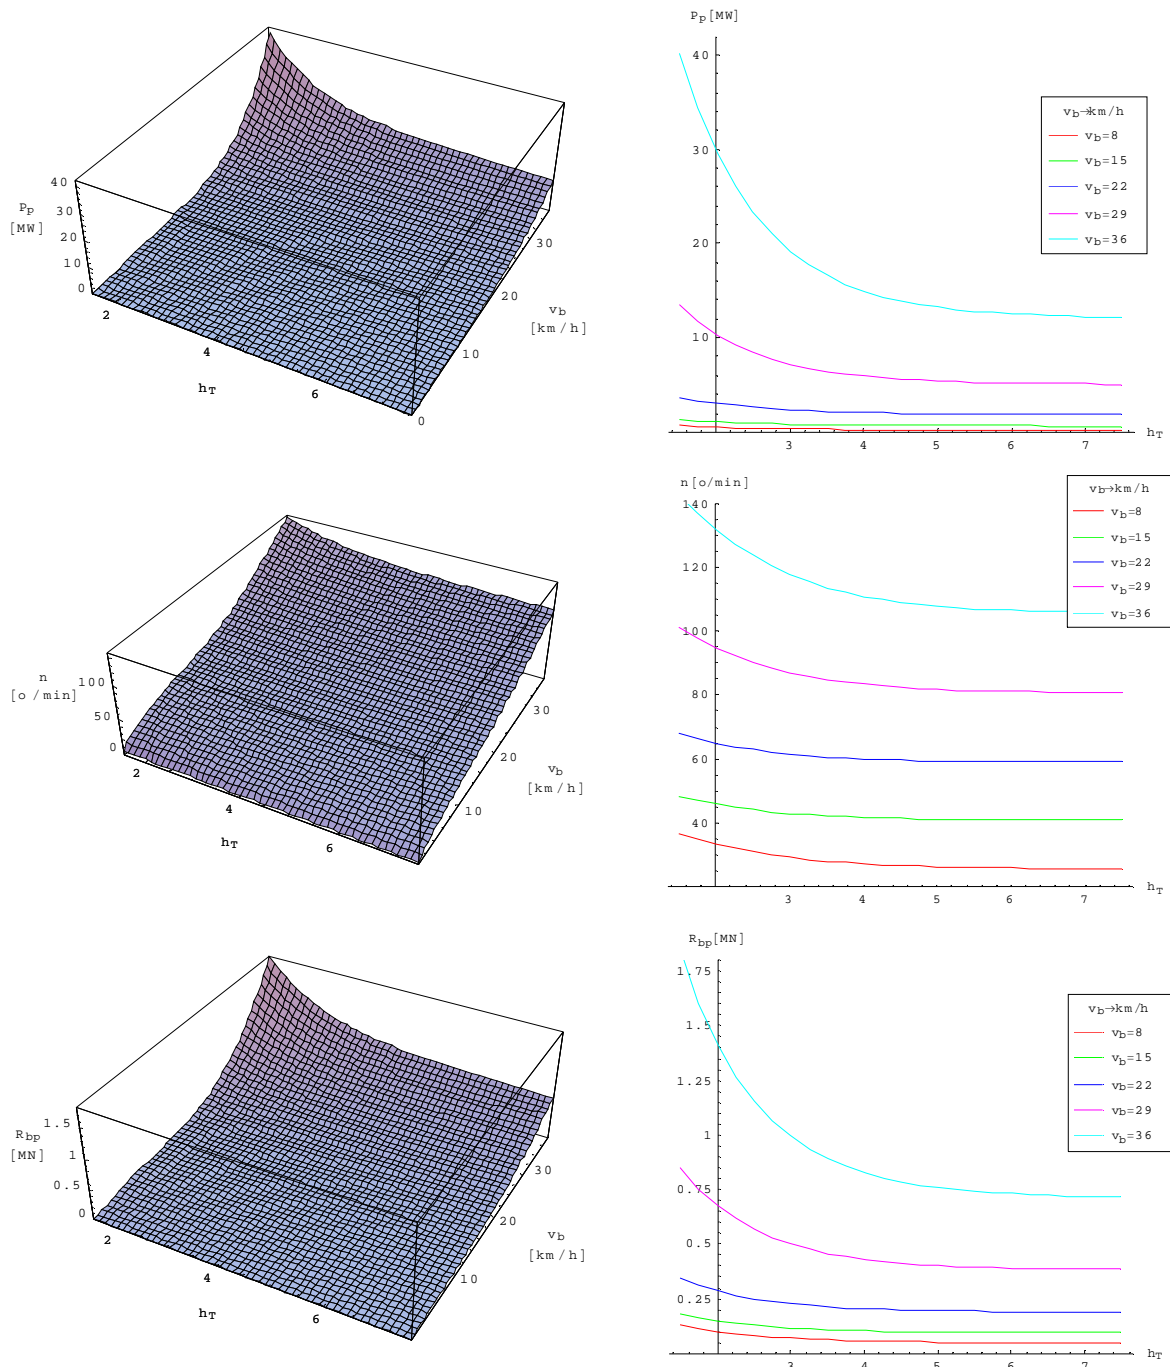 40
30
20
10
0
Pp
[MW]
2
4
6
hT
0
10
20
30
vb
[km/h]
Pp[MW]
40
30
20
10
3
4
5
6
7
hT
vb→km/h
vb=8
vb=15
vb=22
vb=29
vb=36
n
[o/min]
100
50
0
2
4
6
hT
10
20
30
vb
[km/h]
n[o/min]
140
120
100
80
60
40
3
4
5
6
7
hT
vb→km/h
vb=8
vb=15
vb=22
vb=29
vb=36
Rbp
[MN]
1.5
1
0.5
0
2
4
6
hT
10
20
30
vb
[km/h]
Rbp[MN]
1.75
1.5
1.25
1
0.75
0.5
0.25
3
4
5
6
7
hT
vb→km/h
vb=8
vb=15
vb=22
vb=29
vb=36